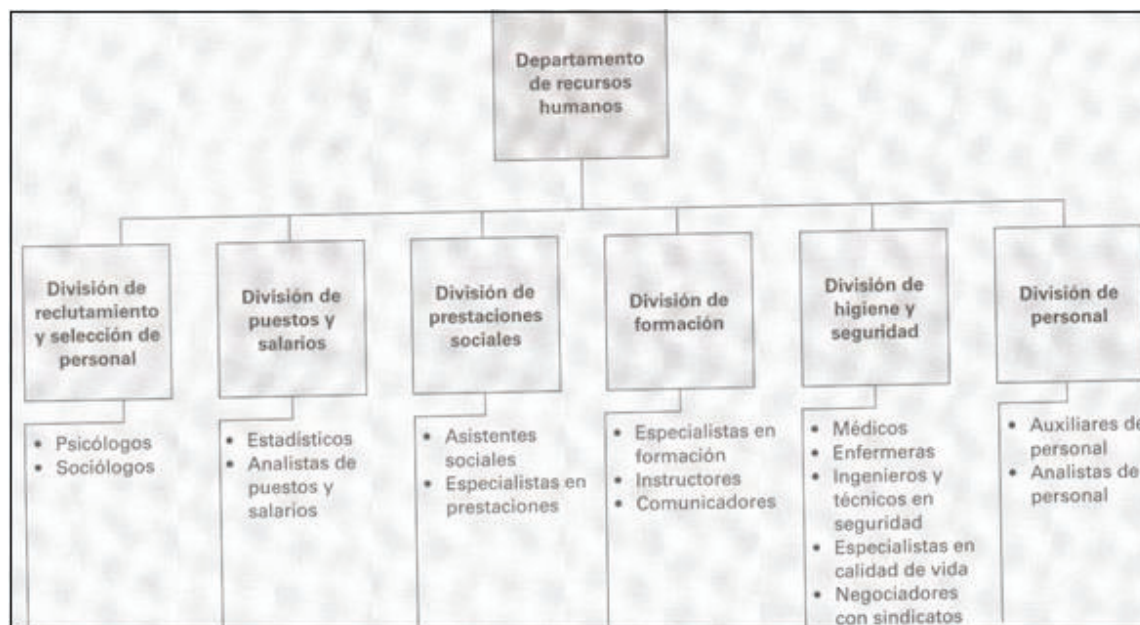 Departamento
de recursos
humanos
División de
reclutamiento
y selección de
personal
• Psicólogos
• Sociólogos
División de
puestos y
salarios
• Estadísticos
• Analistas de
puestos y
salarios
División de
prestaciones
sociales
• Asistentes
sociales
• Especialistas en
prestaciones
División de
formación
• Especialistas en
formación
• Instructores
• Comunicadores
División de
higiene y
seguridad
• Médicos
• Enfermeras
• Ingenieros y
técnicos en
seguridad
• Especialistas en
calidad de vida
• Negociadores
con sindicatos
División de
personal
• Auxiliares de
personal
• Analistas de
personal